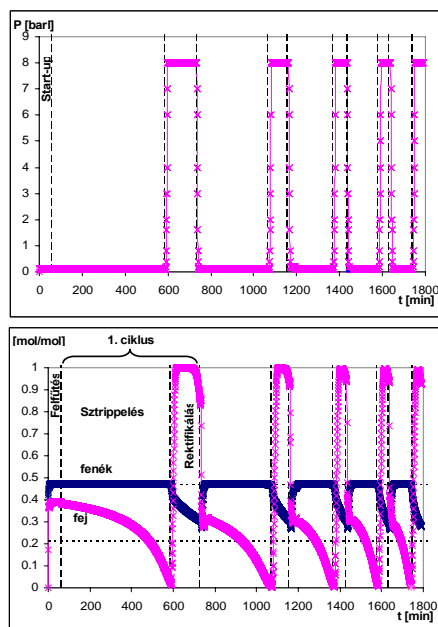 P [barl]
9
8
7
6
5
4
3
2
1
0
Start-up
0 200 400 600 800 1000 1200 1400 1600 1800
t [min]
[mol/mol]
1. ciklus
1
0.9
0.8
0.7
0.6
0.5
0.4
0.3
0.2
0.1
0
Felfűtés
Sztrippelés
Rektifikálás
fenék
fej
0 200 400 600 800 1000 1200 1400 1600 1800
t [min]